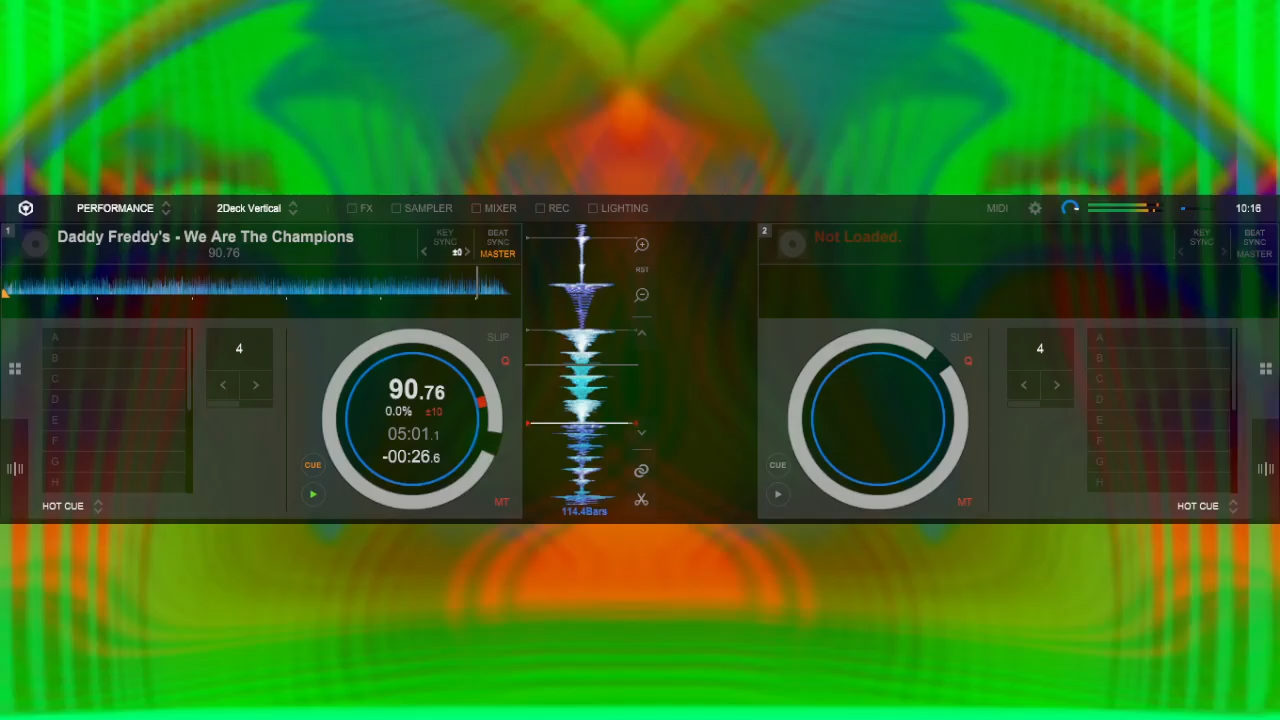 PERFORMANCE 2Deck Vertical FX SAMPLER MIXER REC LIGHTING MIDI 10:16
1 Daddy Freddy's - We Are The Champions
90.76
KEY SYNC
±0
BEAT SYNC
MASTER
RST
2 Not Loaded.
KEY SYNC
BEAT SYNC
MASTER
A
B
C
D
E
F
G
H
4
HOT CUE
SLIP
Q
90.76
0.0% ±10
05:01.1
-00:26.6
CUE
MT
114.4Bars
SLIP
Q
CUE
MT
4
A
B
C
D
E
F
G
H
HOT CUE